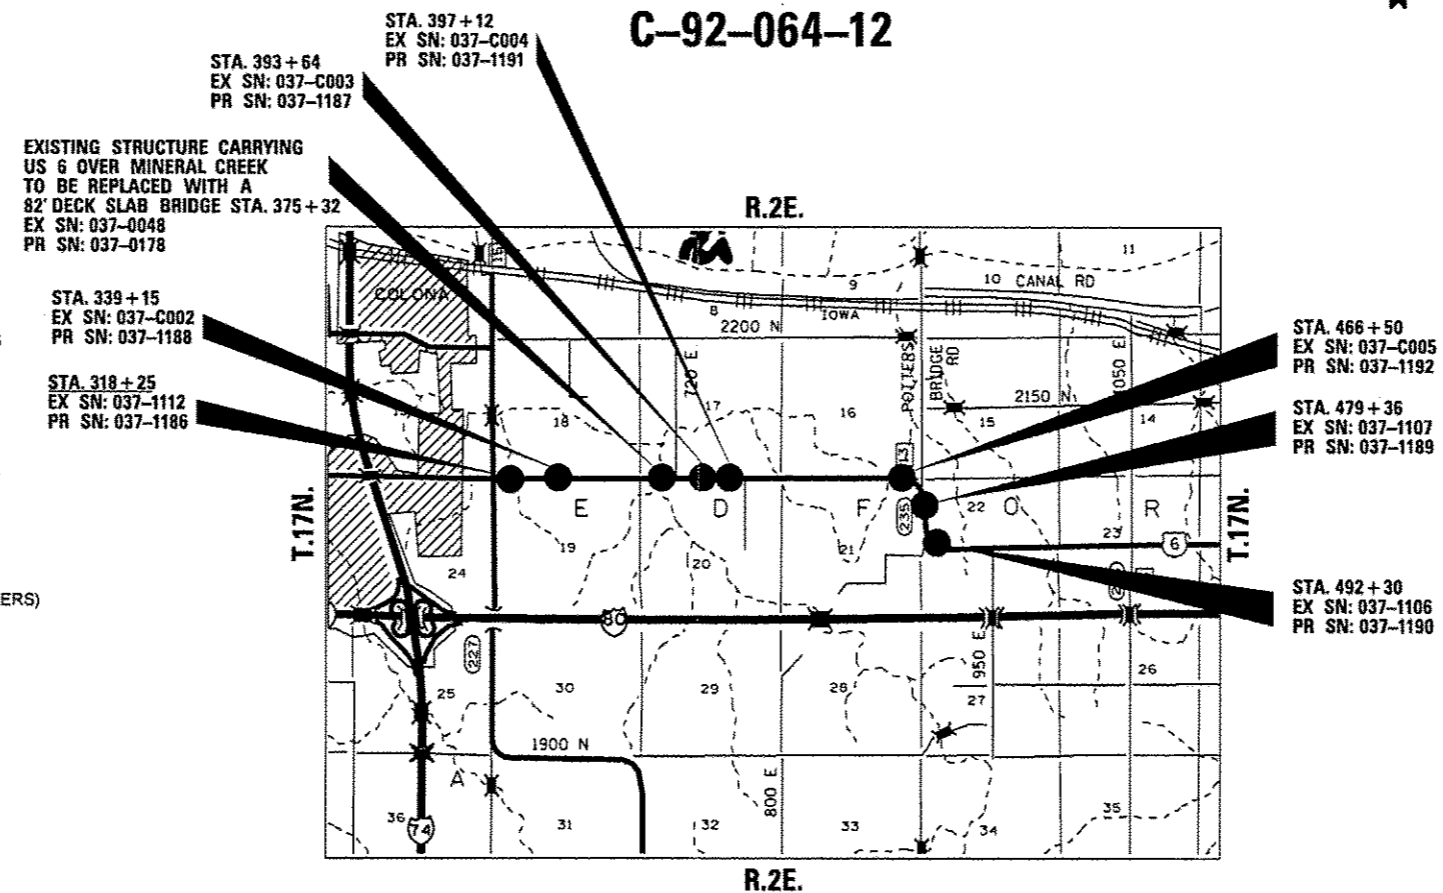 C–92–064–12
STA. 397+12
EX SN: 037–C004
PR SN: 037–1191
STA. 393+64
EX SN: 037–C003
PR SN: 037–1187
EXISTING STRUCTURE CARRYING
US 6 OVER MINERAL CREEK
TO BE REPLACED WITH A
82' DECK SLAB BRIDGE STA. 375+32
EX SN: 037–0048
PR SN: 037–0178
STA. 339+15
EX SN: 037–C002
PR SN: 037–1188
STA. 318+25
EX SN: 037–1112
PR SN: 037–1186
ERS)
R.2E.
11
10 CANAL RD
9
COLONA
8
IOWA
2200 N
720 E
POTTERS
BRIDGE
RD
1050 E
2150 N
18
17
16
15
14
13
STA. 466+50
EX SN: 037–C005
PR SN: 037–1192
STA. 479+36
EX SN: 037–1107
PR SN: 037–1189
T.17N.
E D F O R
235
22
T.17N.
19
20
21
23
6
24
STA. 492+30
EX SN: 037–1106
PR SN: 037–1190
80
227
950 E
25
30
29
28
27
26
1900 N
A
800 E
36
74
31
32
33
34
35
R.2E.